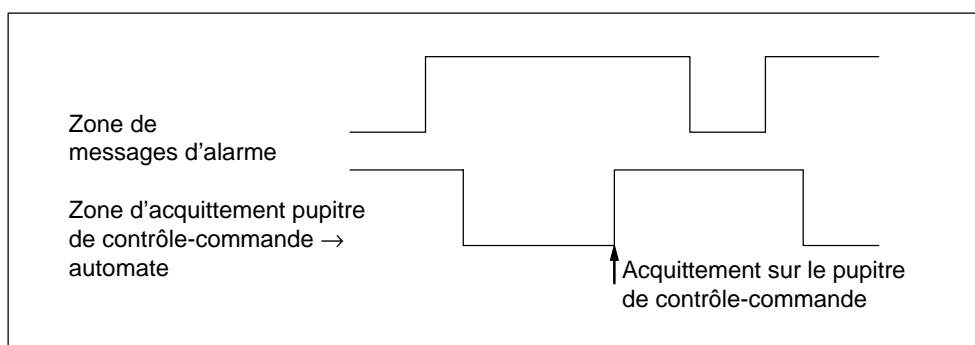 Zone de
messages d'alarme
Zone d'acquittement pupitre
de contrôle-commande →
automate
Acquittement sur le pupitre
de contrôle-commande